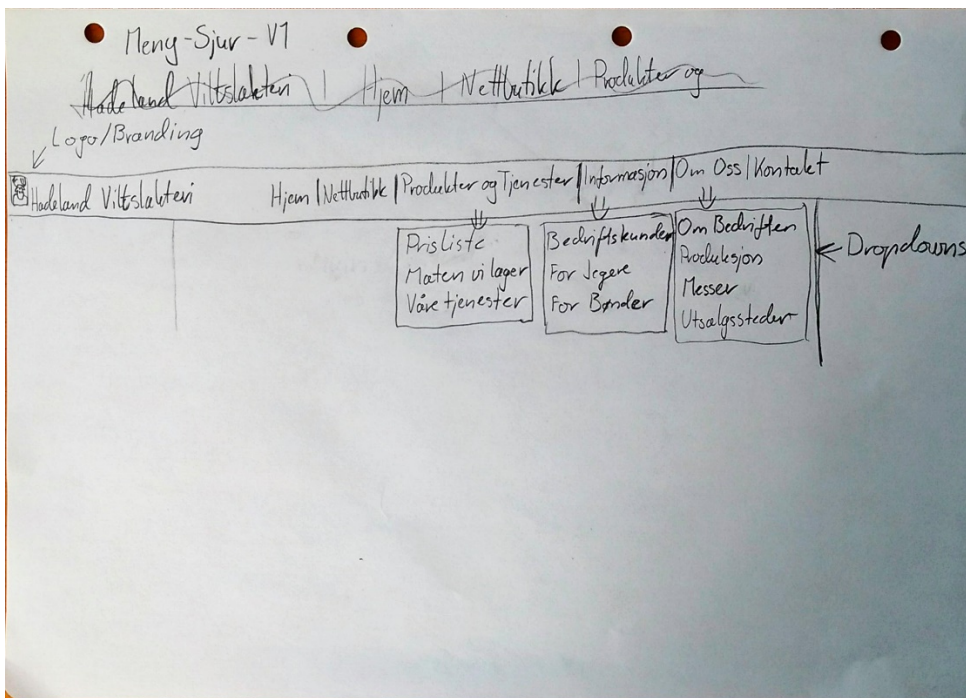 Meny-Sjur-V1
Hadeland Viltslakteri | Hjem | Nettbutikk | Produkter og
Logo/Branding
Hadeland Viltslakteri Hjem | Nettbutikk | Produkter og Tjenester | Informasjon | Om Oss | Kontakt
Prisliste
Maten vi lager
Våre tjenester
Bedriftskunder
For Jegere
For Bønder
Om Bedriften
Produksjon
Messer
Utsalgssteder
Dropdowns